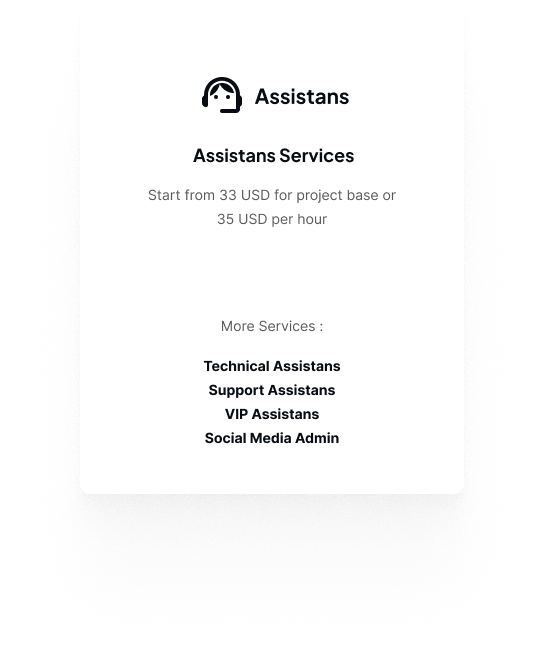 Assistans
Assistans Services
Start from 33 USD for project base or
35 USD per hour
More Services :
Technical Assistans
Support Assistans
VIP Assistans
Social Media Admin